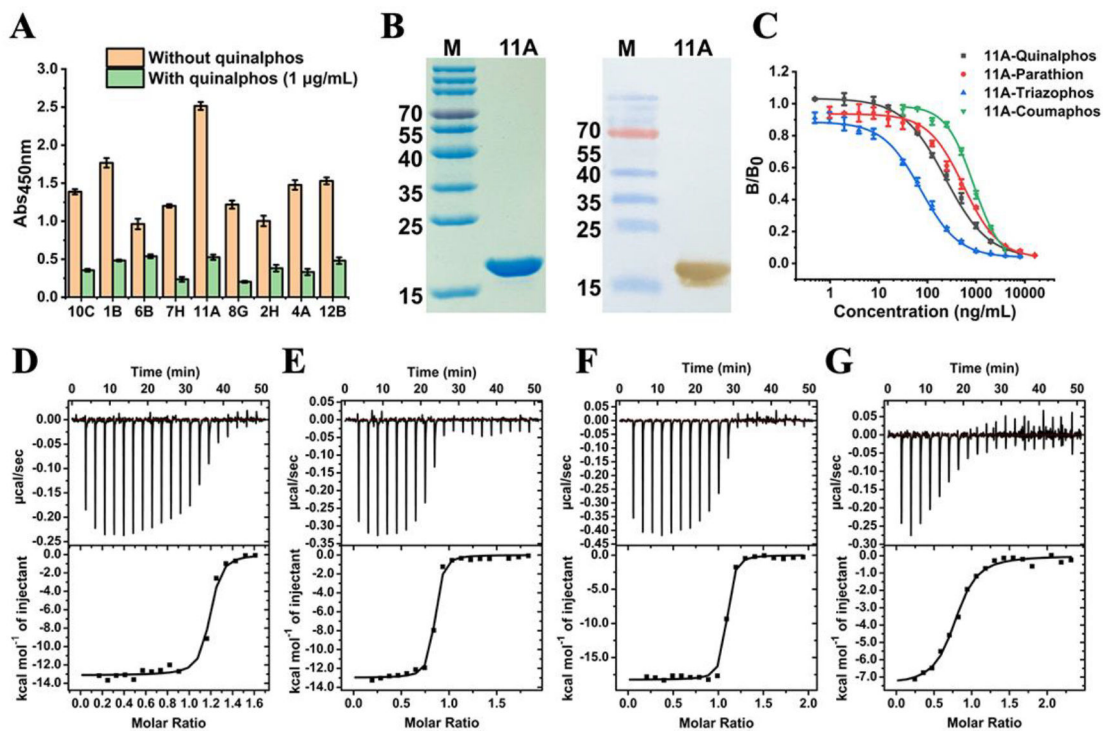 A
Without quinalphos
With quinalphos (1 µg/mL)
Abs450nm
3.0
2.5
2.0
1.5
1.0
0.5
0.0
10C 1B 6B 7H 11A 8G 2H 4A 12B
B
M 11A
70
55
40
35
25
15
M 11A
70
55
40
35
25
15
C
11A-Quinalphos
11A-Parathion
11A-Triazophos
11A-Coumaphos
B/B0
1.2
1.0
0.8
0.6
0.4
0.2
0.0
1 10 100 1000 10000
Concentration (ng/mL)
D
Time (min)
0 10 20 30 40 50
µcal/sec
0.00
-0.05
-0.10
-0.15
-0.20
-0.25
kcal mol-1 of injectant
0.0
-2.0
-4.0
-6.0
-8.0
-10.0
-12.0
-14.0
0.0 0.2 0.4 0.6 0.8 1.0 1.2 1.4 1.6
Molar Ratio
E
Time (min)
0 10 20 30 40 50
µcal/sec
0.05
0.00
-0.05
-0.10
-0.15
-0.20
-0.25
-0.30
-0.35
kcal mol-1 of injectant
0.0
-2.0
-4.0
-6.0
-8.0
-10.0
-12.0
-14.0
0.0 0.5 1.0 1.5
Molar Ratio
F
Time (min)
0 10 20 30 40 50
µcal/sec
0.05
0.00
-0.05
-0.10
-0.15
-0.20
-0.25
-0.30
-0.35
-0.40
-0.45
kcal mol-1 of injectant
0.0
-5.0
-10.0
-15.0
0.0 0.5 1.0 1.5 2.0
Molar Ratio
G
Time (min)
0 10 20 30 40 50
µcal/sec
0.05
0.00
-0.05
-0.10
-0.15
-0.20
-0.25
-0.30
kcal mol-1 of injectant
0.0
-1.0
-2.0
-3.0
-4.0
-5.0
-6.0
-7.0
0.0 0.5 1.0 1.5 2.0
Molar Ratio